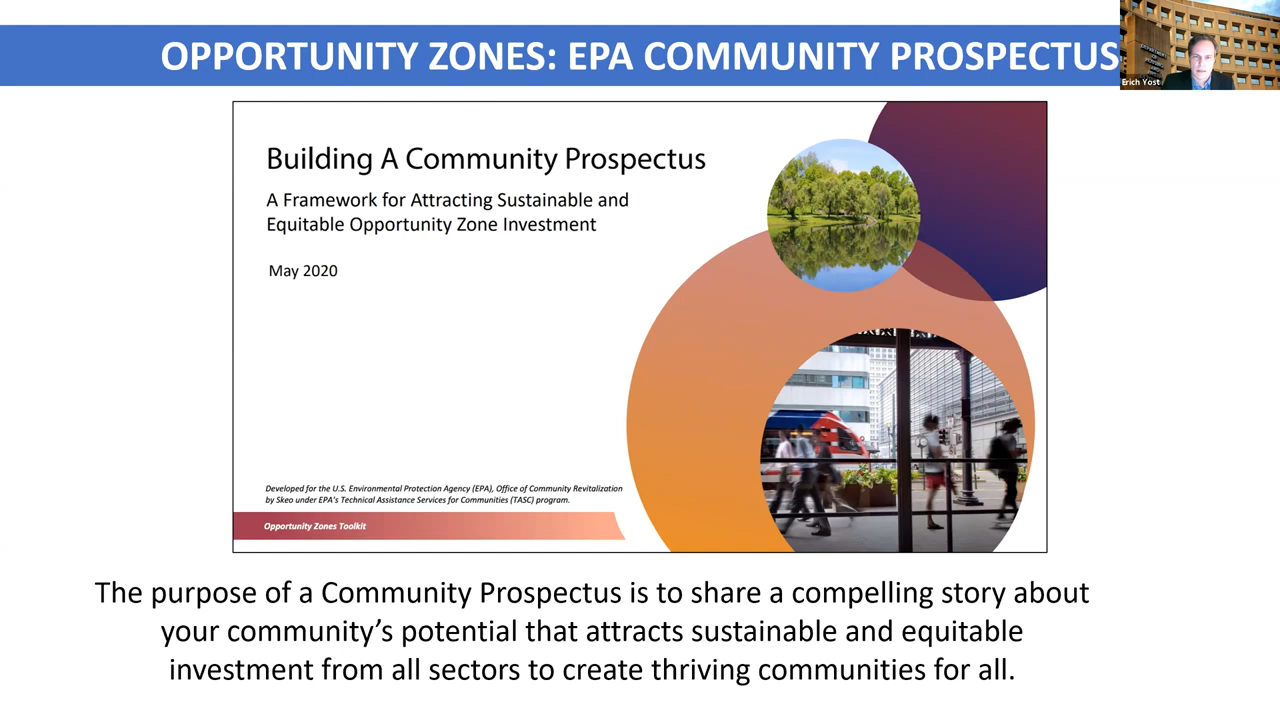 OPPORTUNITY ZONES: EPA COMMUNITY PROSPECTUS
Erich Yost
Building A Community Prospectus
A Framework for Attracting Sustainable and
Equitable Opportunity Zone Investment
May 2020
Developed for the U.S. Environmental Protection Agency (EPA), Office of Community Revitalization
by Skeo under EPA's Technical Assistance Services for Communities (TASC) program.
Opportunity Zones Toolkit
The purpose of a Community Prospectus is to share a compelling story about
your community’s potential that attracts sustainable and equitable
investment from all sectors to create thriving communities for all.